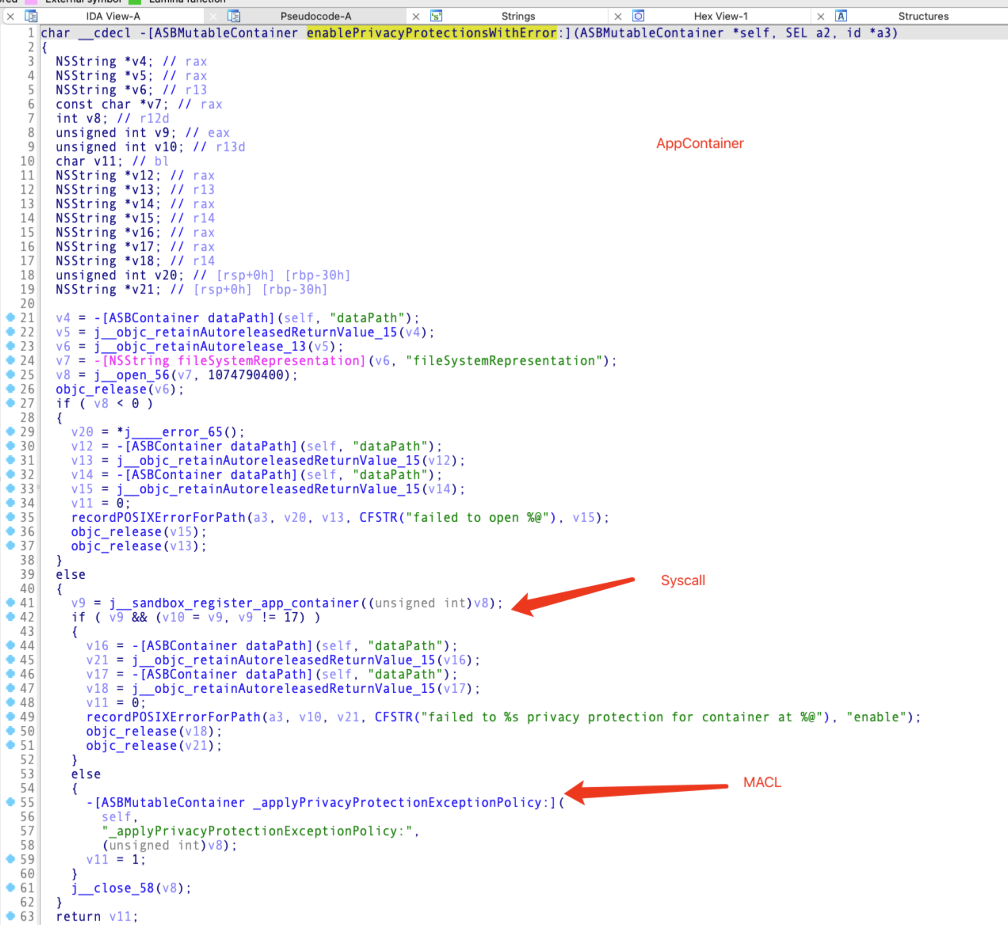 External symbol Lumina function
IDA View-A Pseudocode-A Strings Hex View-1 Structures
1 char __cdecl -[ASBMutableContainer enablePrivacyProtectionsWithError:](ASBMutableContainer *self, SEL a2, id *a3)
2 {
3 NSString *v4; // rax
4 NSString *v5; // rax
5 NSString *v6; // r13
6 const char *v7; // rax
7 int v8; // r12d
8 unsigned int v9; // eax
9 unsigned int v10; // r13d
AppContainer
10 char v11; // bl
11 NSString *v12; // rax
12 NSString *v13; // r13
13 NSString *v14; // rax
14 NSString *v15; // r14
15 NSString *v16; // rax
16 NSString *v17; // rax
17 NSString *v18; // r14
18 unsigned int v20; // [rsp+0h] [rbp-30h]
19 NSString *v21; // [rsp+0h] [rbp-30h]
20
21 v4 = -[ASBContainer dataPath](self, "dataPath");
22 v5 = j__objc_retainAutoreleasedReturnValue_15(v4);
23 v6 = j__objc_retainAutorelease_13(v5);
24 v7 = -[NSString fileSystemRepresentation](v6, "fileSystemRepresentation");
25 v8 = j__open_56(v7, 1074790400);
26 objc_release(v6);
27 if ( v8 < 0 )
28 {
29 v20 = *j____error_65();
30 v12 = -[ASBContainer dataPath](self, "dataPath");
31 v13 = j__objc_retainAutoreleasedReturnValue_15(v12);
32 v14 = -[ASBContainer dataPath](self, "dataPath");
33 v15 = j__objc_retainAutoreleasedReturnValue_15(v14);
34 v11 = 0;
35 recordPOSIXErrorForPath(a3, v20, v13, CFSTR("failed to open %@"), v15);
36 objc_release(v15);
37 objc_release(v13);
38 }
39 else
Syscall
40 {
41 v9 = j__sandbox_register_app_container((unsigned int)v8);
42 if ( v9 && (v10 = v9, v9 != 17) )
43 {
44 v16 = -[ASBContainer dataPath](self, "dataPath");
45 v21 = j__objc_retainAutoreleasedReturnValue_15(v16);
46 v17 = -[ASBContainer dataPath](self, "dataPath");
47 v18 = j__objc_retainAutoreleasedReturnValue_15(v17);
48 v11 = 0;
49 recordPOSIXErrorForPath(a3, v10, v21, CFSTR("failed to %s privacy protection for container at %@"), "enable");
50 objc_release(v18);
51 objc_release(v21);
52 }
53 else
MACL
54 {
55 -[ASBMutableContainer _applyPrivacyProtectionExceptionPolicy:](
56 self,
57 "_applyPrivacyProtectionExceptionPolicy:",
58 (unsigned int)v8);
59 v11 = 1;
60 }
61 j__close_58(v8);
62 }
63 return v11;